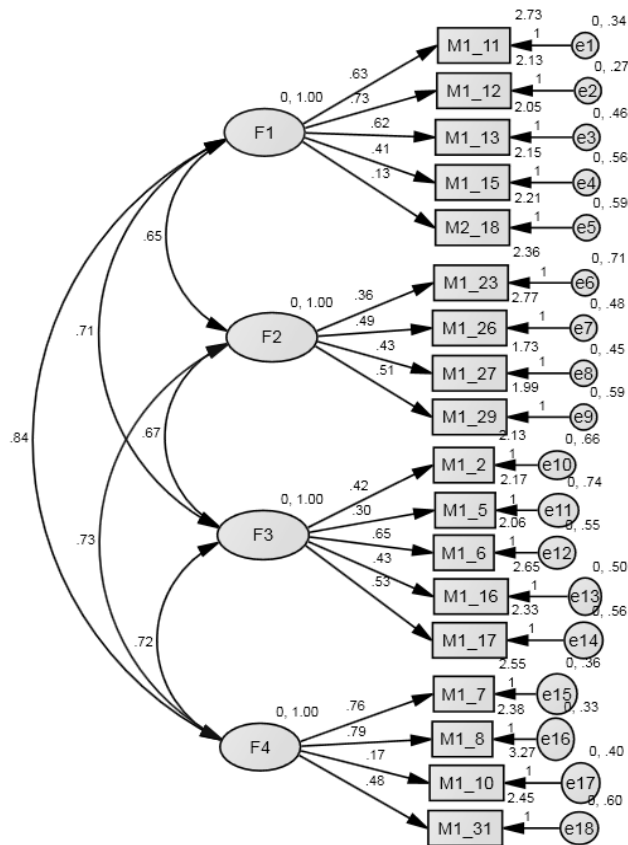 2.73
0, .34
M1_11
1
e1
2.13
0, .27
.63
M1_12
1
e2
.73
2.05
0, .46
0, 1.00
F1
.62
M1_13
1
e3
.41
2.15
0, .56
M1_15
1
e4
.13
2.21
0, .59
M2_18
1
e5
.65
2.36
0, .71
M1_23
1
e6
0, 1.00
.36
2.77
0, .48
F2
.49
M1_26
1
e7
.71
.43
1.73
0, .45
M1_27
1
e8
.51
1.99
0, .59
M1_29
1
e9
.84
.67
2.13
0, .66
M1_2
1
e10
0, 1.00
.42
2.17
0, .74
F3
.30
M1_5
1
e11
.73
.65
2.06
0, .55
M1_6
1
e12
.43
2.65
0, .50
M1_16
1
e13
.53
2.33
0, .56
M1_17
1
e14
.72
2.55
0, .36
M1_7
1
e15
0, 1.00
.76
2.38
0, .33
F4
.79
M1_8
1
e16
.17
3.27
0, .40
M1_10
1
e17
.48
2.45
0, .60
M1_31
1
e18